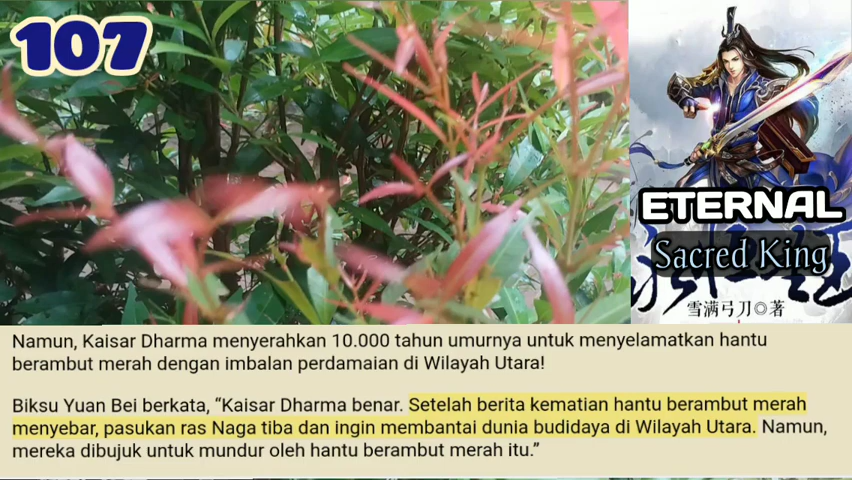 107
ETERNAL
Sacred King
雪满弓刀◎著
Namun, Kaisar Dharma menyerahkan 10.000 tahun umurnya untuk menyelamatkan hantu
berambut merah dengan imbalan perdamaian di Wilayah Utara!
Biksu Yuan Bei berkata, “Kaisar Dharma benar. Setelah berita kematian hantu berambut merah
menyebar, pasukan ras Naga tiba dan ingin membantai dunia budidaya di Wilayah Utara. Namun,
mereka dibujuk untuk mundur oleh hantu berambut merah itu.”